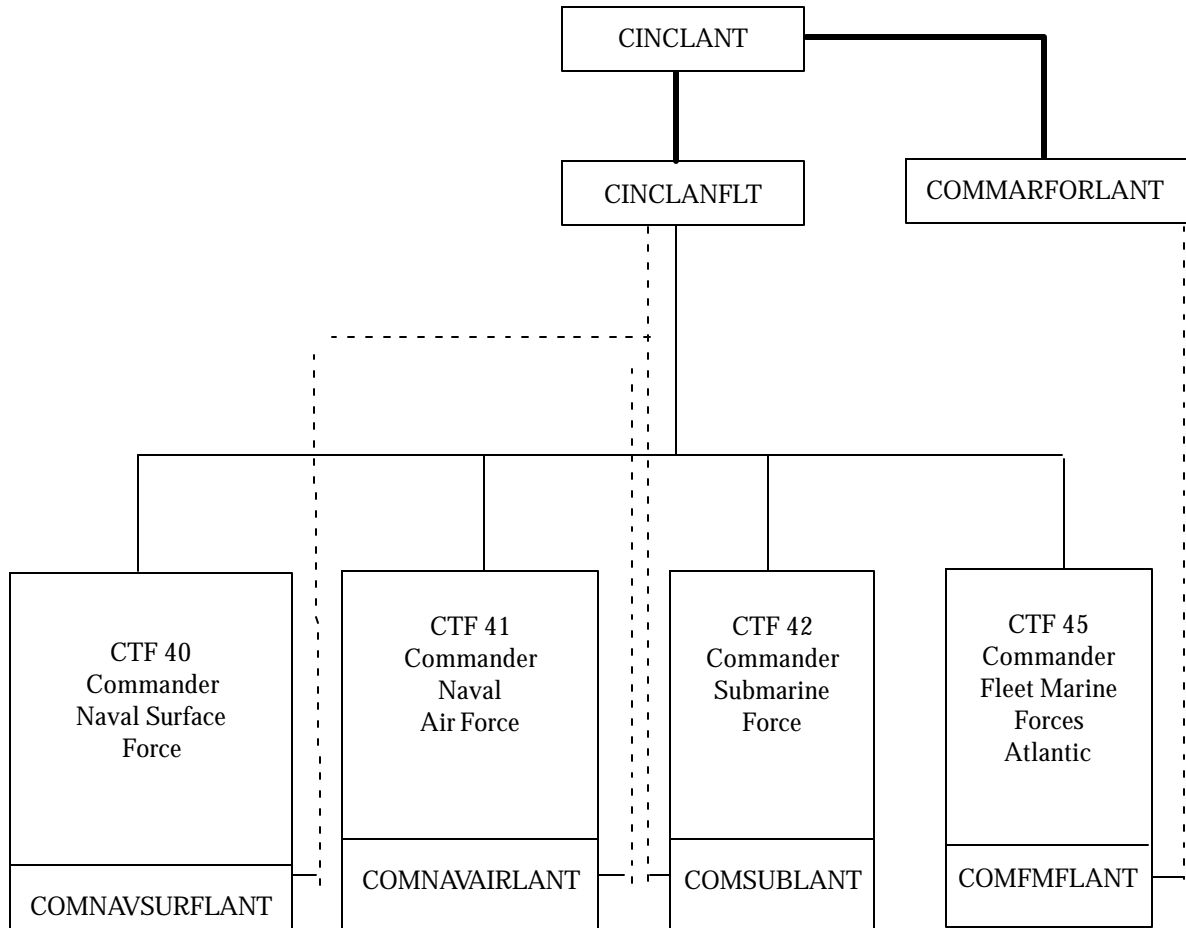 CINCLANT
CINCLANFLT
COMMARFORLANT
CTF 40
Commander
Naval Surface
Force
COMNAVSURFLANT
CTF 41
Commander
Naval
Air Force
COMNAVAIRLANT
CTF 42
Commander
Submarine
Force
COMSUBLANT
CTF 45
Commander
Fleet Marine
Forces
Atlantic
COMFMFLANT